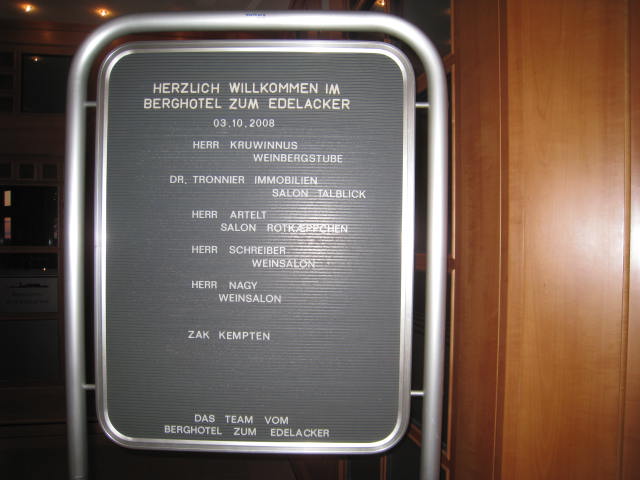 HERZLICH WILLKOMMEN IM
BERGHOTEL ZUM EDELACKER
03.10.2008
HERR KRUWINNUS
WEINBERGSTUBE
DR. TRONNIER IMMOBILIEN
SALON TALBLICK
HERR ARTELT
SALON ROTKÆPPCHEN
HERR SCHREIBER
WEINSALON
HERR NAGY
WEINSALON
ZAK KEMPTEN
DAS TEAM VOM
BERGHOTEL ZUM EDELACKER